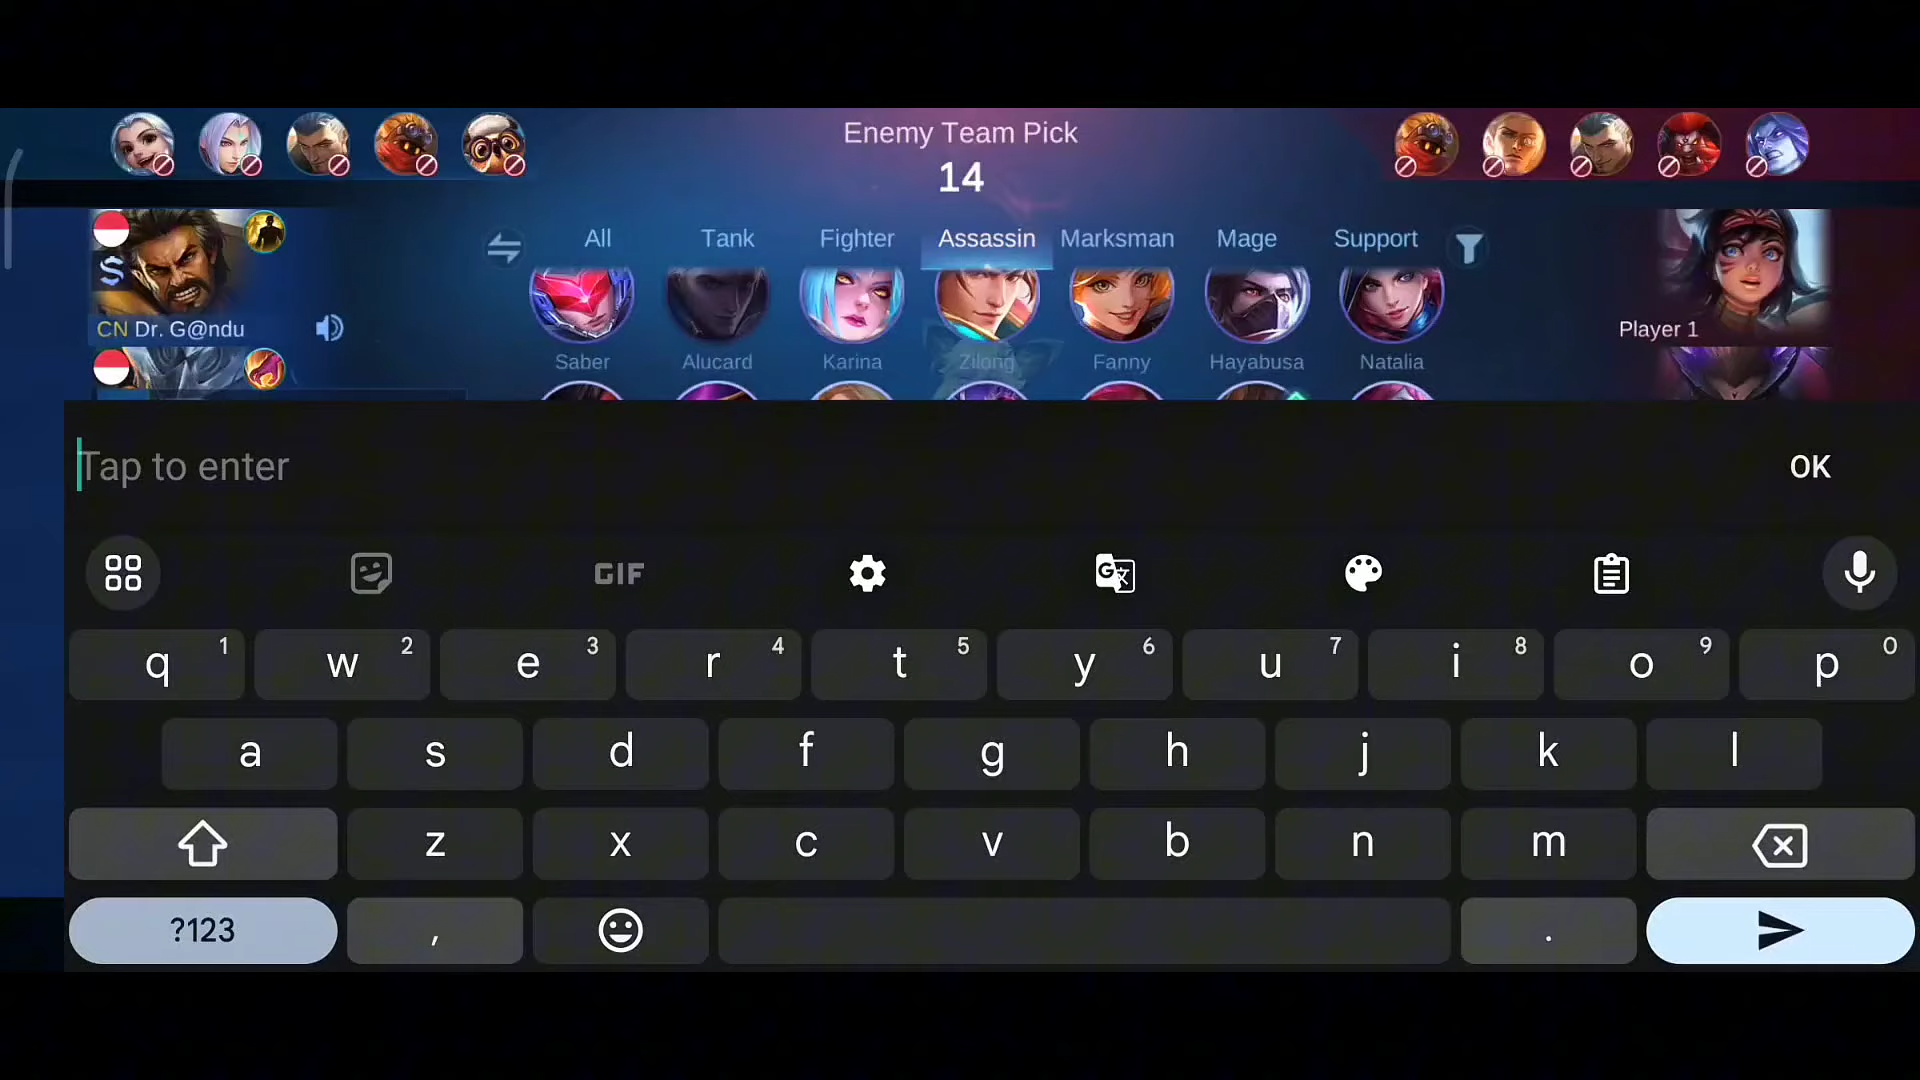 Enemy Team Pick
14
All Tank Fighter Assassin Marksman Mage Support
CN Dr. G@ndu
Saber Alucard Karina Zilong Fanny Hayabusa Natalia
Player 1
Tap to enter
OK
GIF
q 1 w 2 e 3 r 4 t 5 y 6 u 7 i 8 o 9 p 0
a s d f g h j k l
z x c v b n m
?123 , .